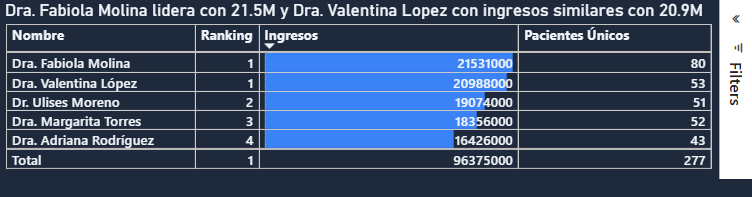 Dra. Fabiola Molina lidera con 21.5M y Dra. Valentina Lopez con ingresos similares con 20.9M
Nombre Ranking Ingresos Pacientes Únicos
Dra. Fabiola Molina 1 21531000 80
Dra. Valentina López 1 20988000 53
Dr. Ulises Moreno 2 19074000 51
Dra. Margarita Torres 3 18356000 52
Dra. Adriana Rodríguez 4 16426000 43
Total 1 96375000 277
Filters